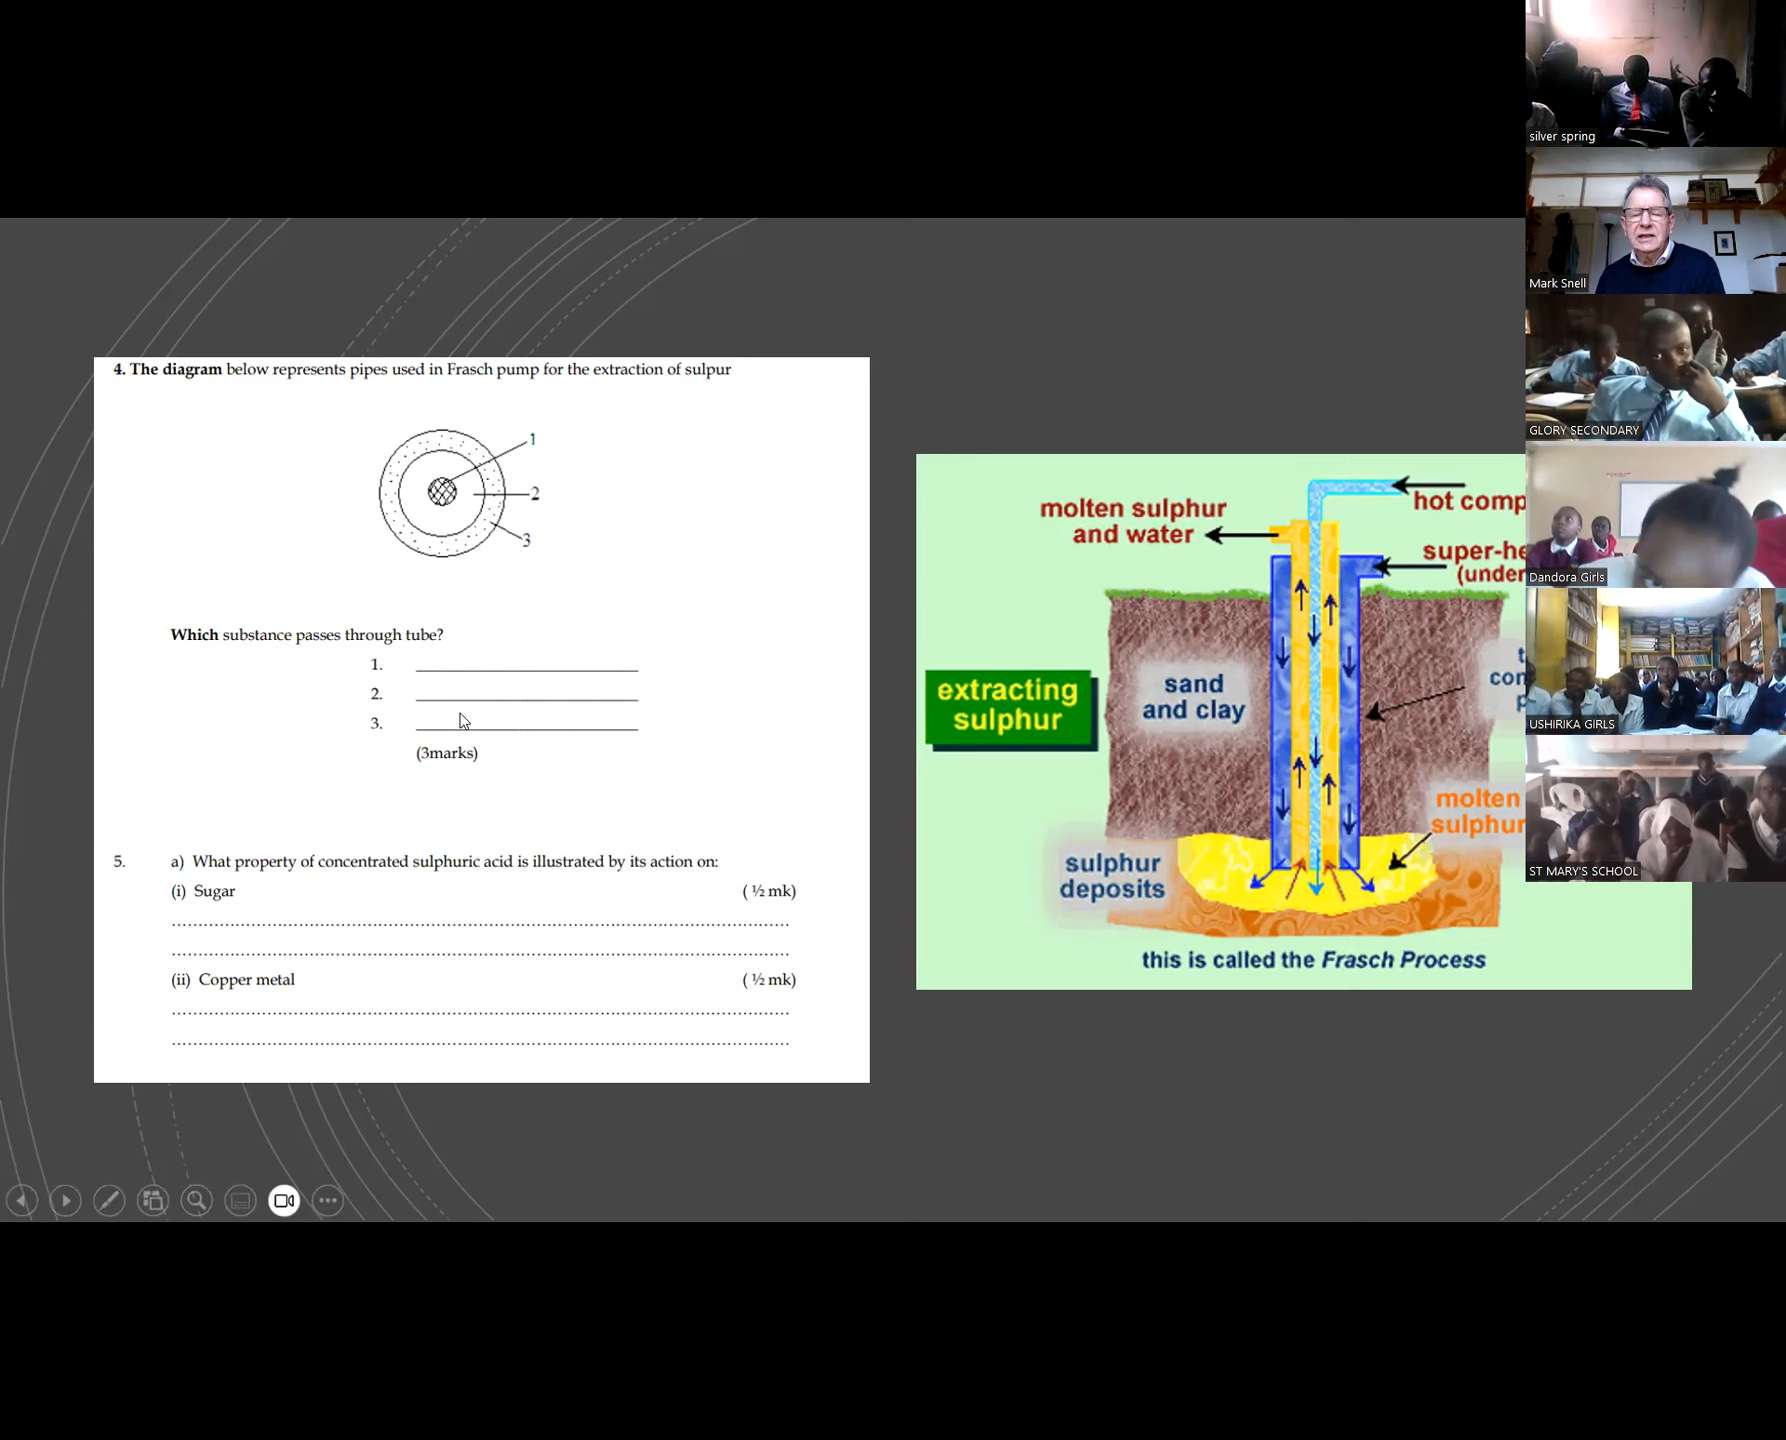 4. The diagram below represents pipes used in Frasch pump for the extraction of sulpur
1
2
3
Which substance passes through tube?
1.
2.
3.
(3marks)
5. a) What property of concentrated sulphuric acid is illustrated by its action on:
(i) Sugar ( ½ mk)
(ii) Copper metal ( ½ mk)
molten sulphur
and water
hot comp
super-he
(under
extracting
sulphur
sand
and clay
t
con
p
molten
sulphur
sulphur
deposits
this is called the Frasch Process
silver spring
Mark Snell
GLORY SECONDARY
Dandora Girls
USHIRIKA GIRLS
ST MARY'S SCHOOL